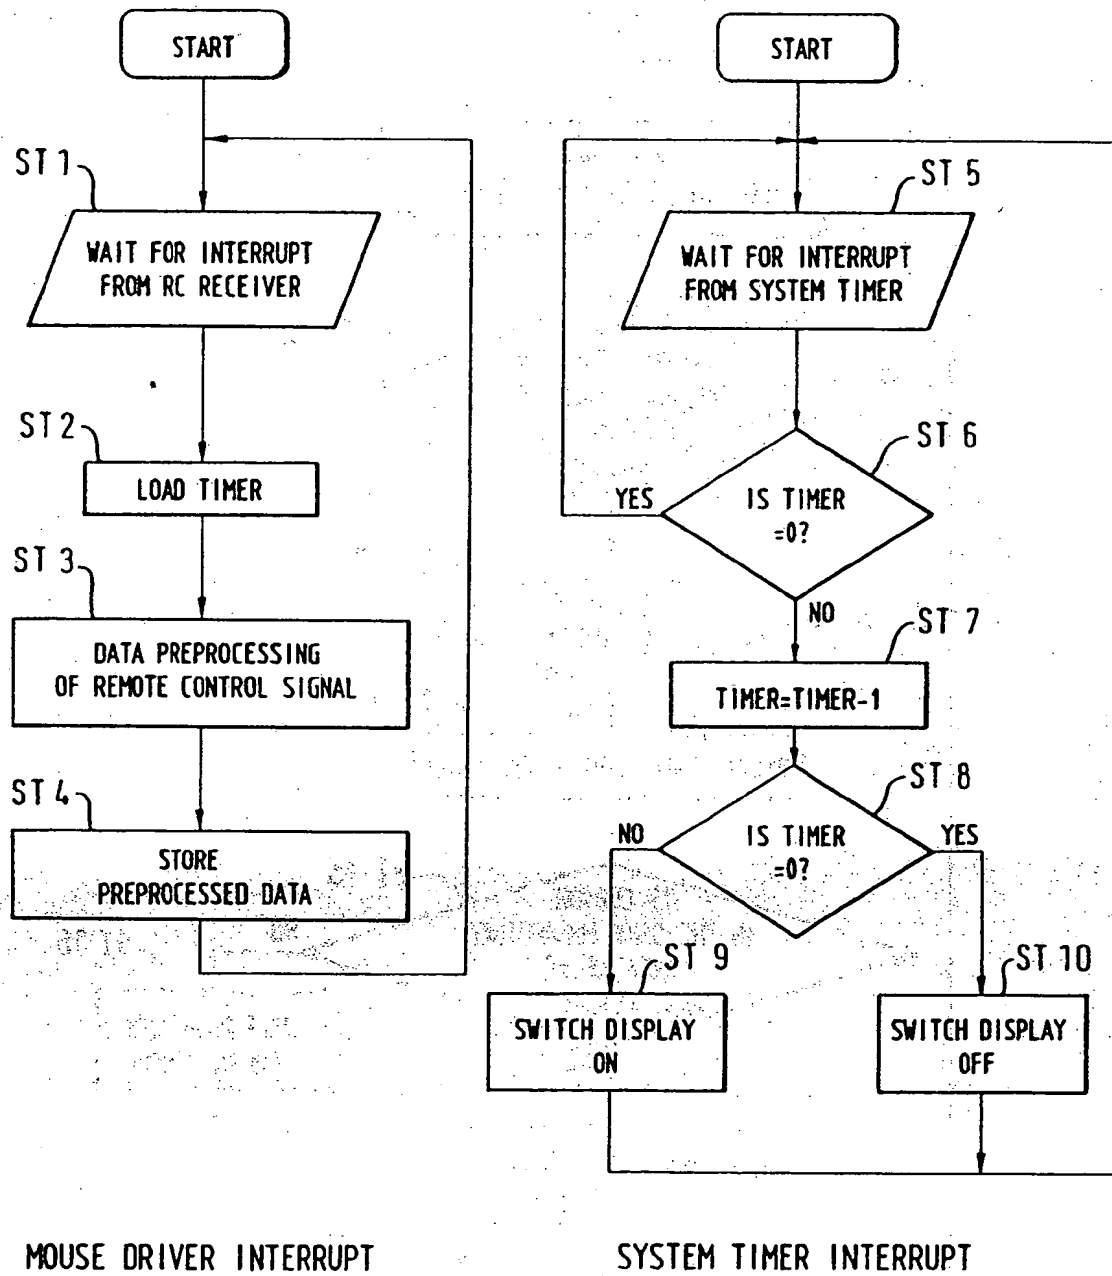 START
ST 1
WAIT FOR INTERRUPT
FROM RC RECEIVER
ST 2
LOAD TIMER
ST 3
DATA PREPROCESSING
OF REMOTE CONTROL SIGNAL
ST 4
STORE
PREPROCESSED DATA
MOUSE DRIVER INTERRUPT
START
ST 5
WAIT FOR INTERRUPT
FROM SYSTEM TIMER
ST 6
YES
IS TIMER
=0?
NO
ST 7
TIMER=TIMER-1
ST 8
NO
IS TIMER
=0?
YES
ST 9
SWITCH DISPLAY
ON
ST 10
SWITCH DISPLAY
OFF
SYSTEM TIMER INTERRUPT